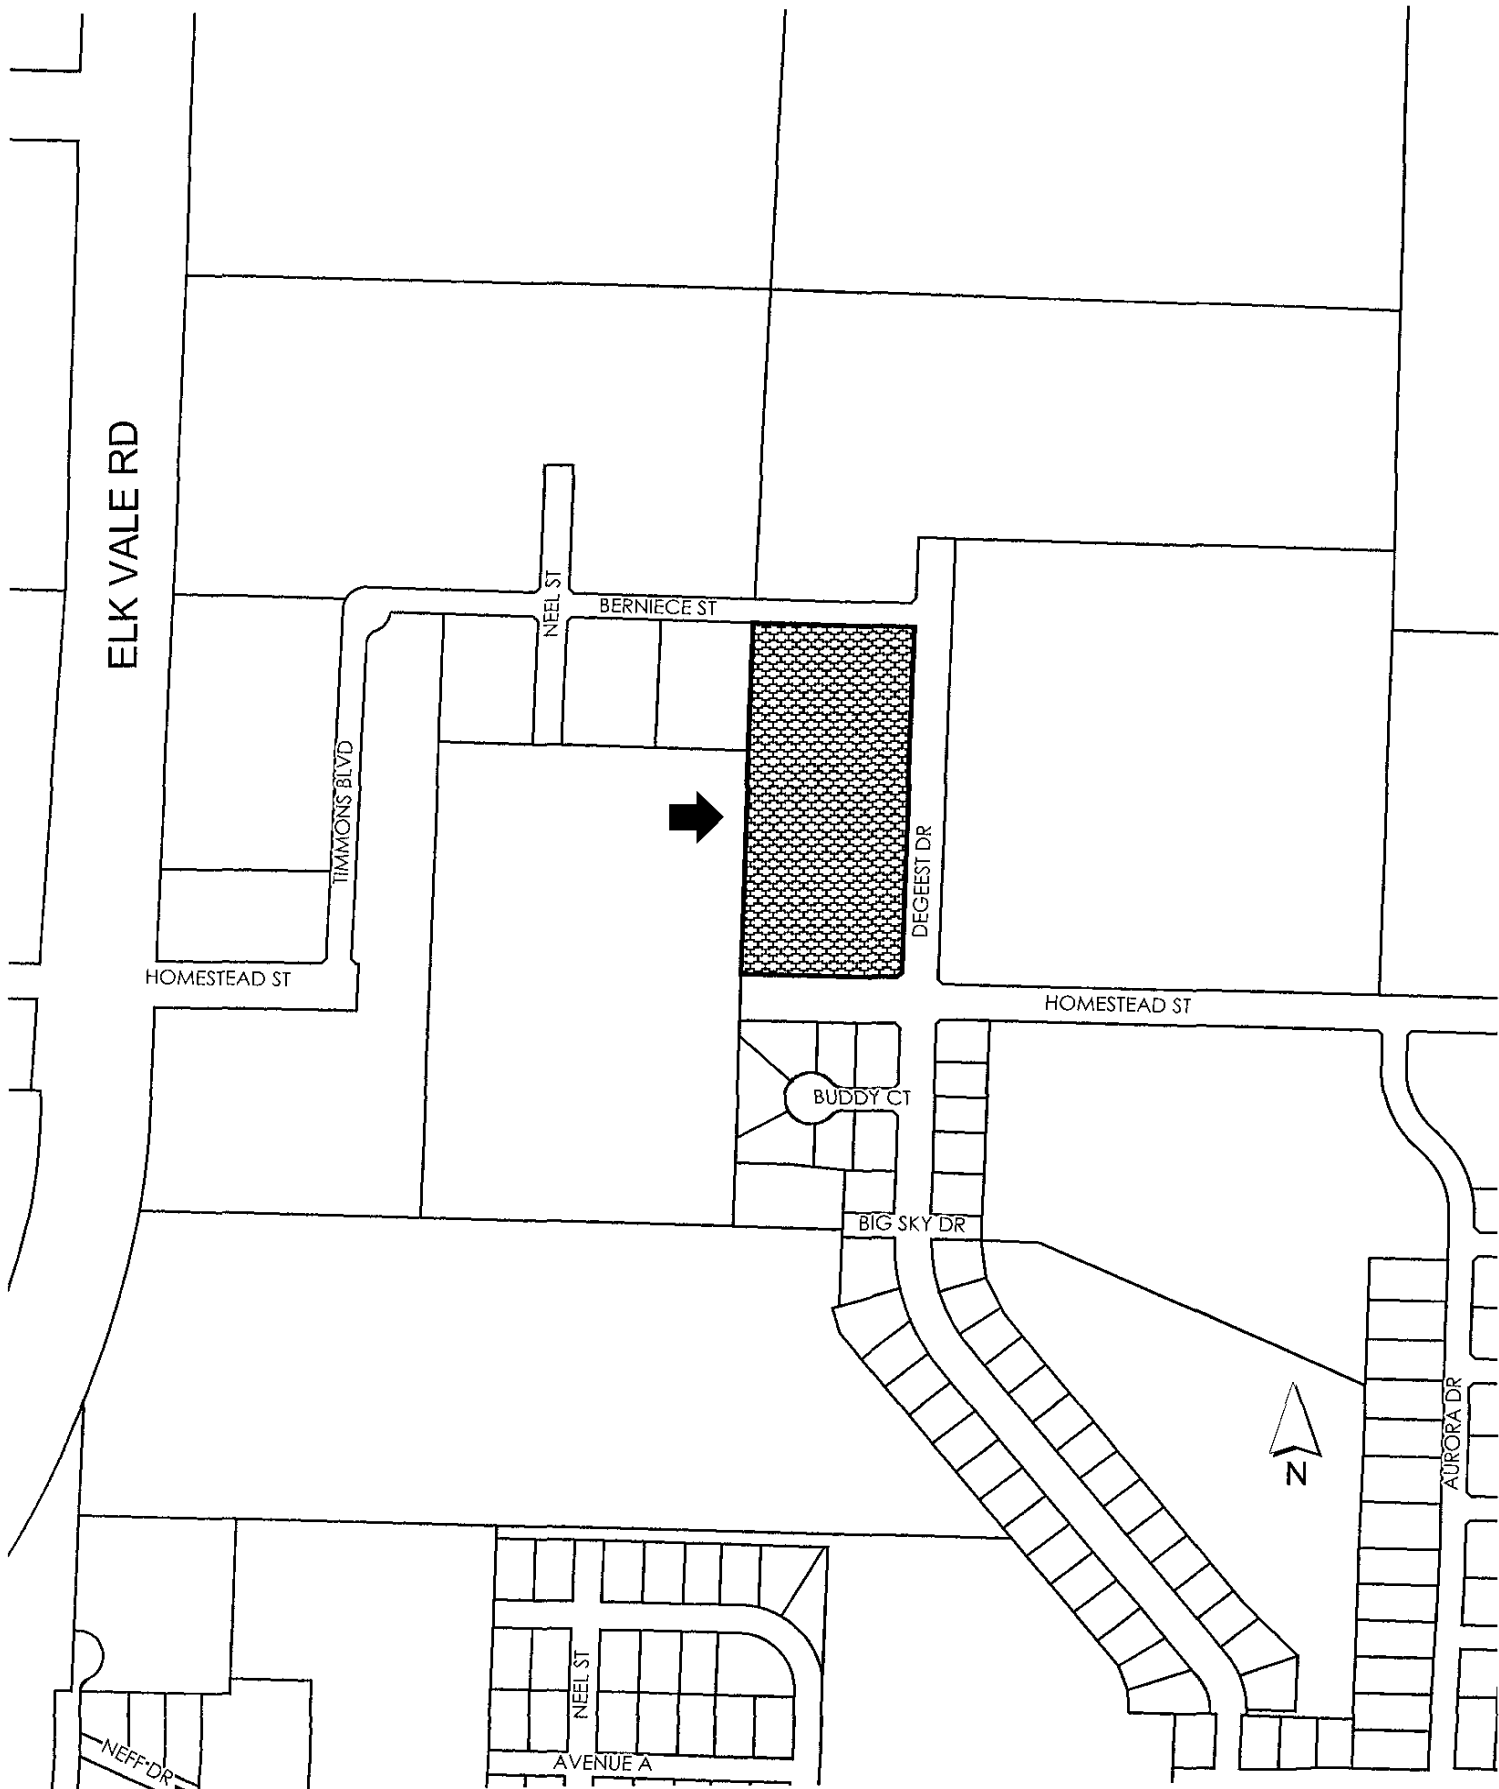 ELK VALE RD
NEEL ST
BERNIECE ST
TIMMONS BLVD
DEGEEST DR
HOMESTEAD ST
HOMESTEAD ST
BUDDY CT
BIG SKY DR
AURORA DR
N
NEEL ST
NEFF DR
AVENUE A